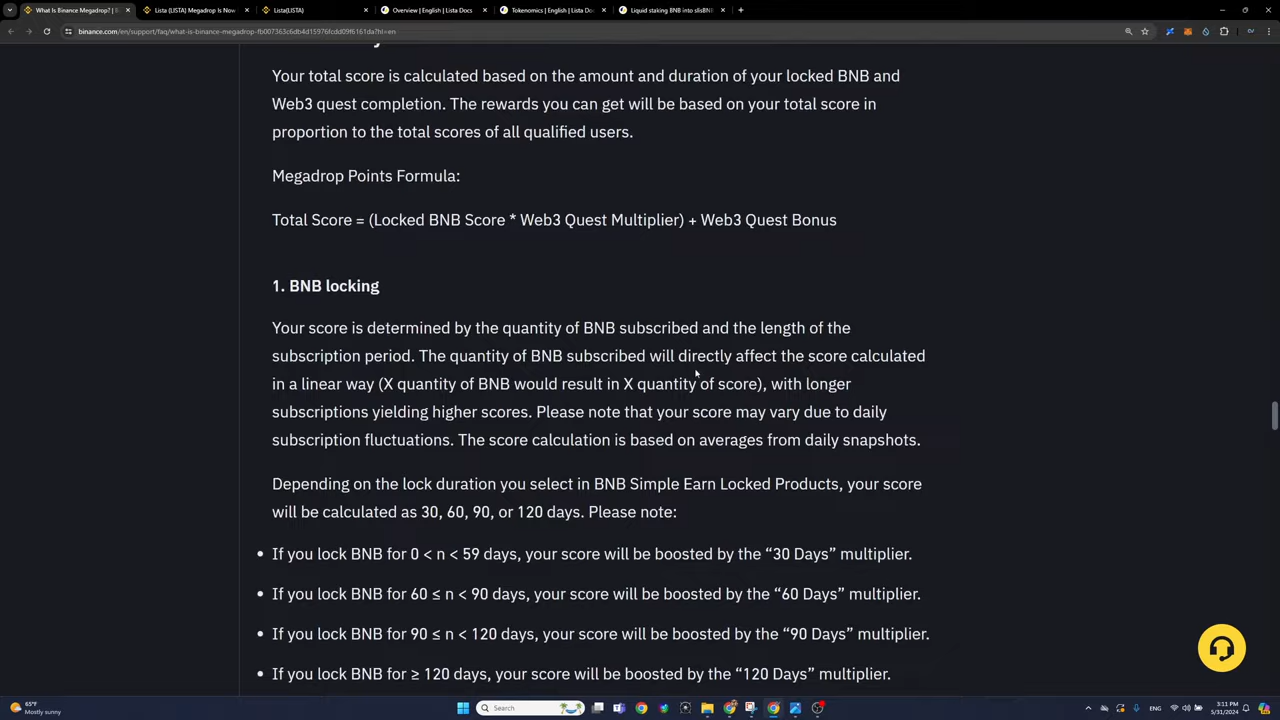 What Is Binance Megadrop? | B
Lista (LISTA) Megadrop Is Now
Lista(LISTA)
Overview | English | Lista Docs
Tokenomics | English | Lista Doc
Liquid staking BNB into slisBN
binance.com/en/support/faq/what-is-binance-megadrop-fb007363c6b4d15976fcdd09f6161da?hl=en
Your total score is calculated based on the amount and duration of your locked BNB and
Web3 quest completion. The rewards you can get will be based on your total score in
proportion to the total scores of all qualified users.
Megadrop Points Formula:
Total Score = (Locked BNB Score * Web3 Quest Multiplier) + Web3 Quest Bonus
1. BNB locking
Your score is determined by the quantity of BNB subscribed and the length of the
subscription period. The quantity of BNB subscribed will directly affect the score calculated
in a linear way (X quantity of BNB would result in X quantity of score), with longer
subscriptions yielding higher scores. Please note that your score may vary due to daily
subscription fluctuations. The score calculation is based on averages from daily snapshots.
Depending on the lock duration you select in BNB Simple Earn Locked Products, your score
will be calculated as 30, 60, 90, or 120 days. Please note:
If you lock BNB for 0 < n < 59 days, your score will be boosted by the “30 Days” multiplier.
If you lock BNB for 60 ≤ n < 90 days, your score will be boosted by the “60 Days” multiplier.
If you lock BNB for 90 ≤ n < 120 days, your score will be boosted by the “90 Days” multiplier.
If you lock BNB for ≥ 120 days, your score will be boosted by the “120 Days” multiplier.
65°F
Mostly sunny
Search
ENG
3:11 PM
5/31/2024